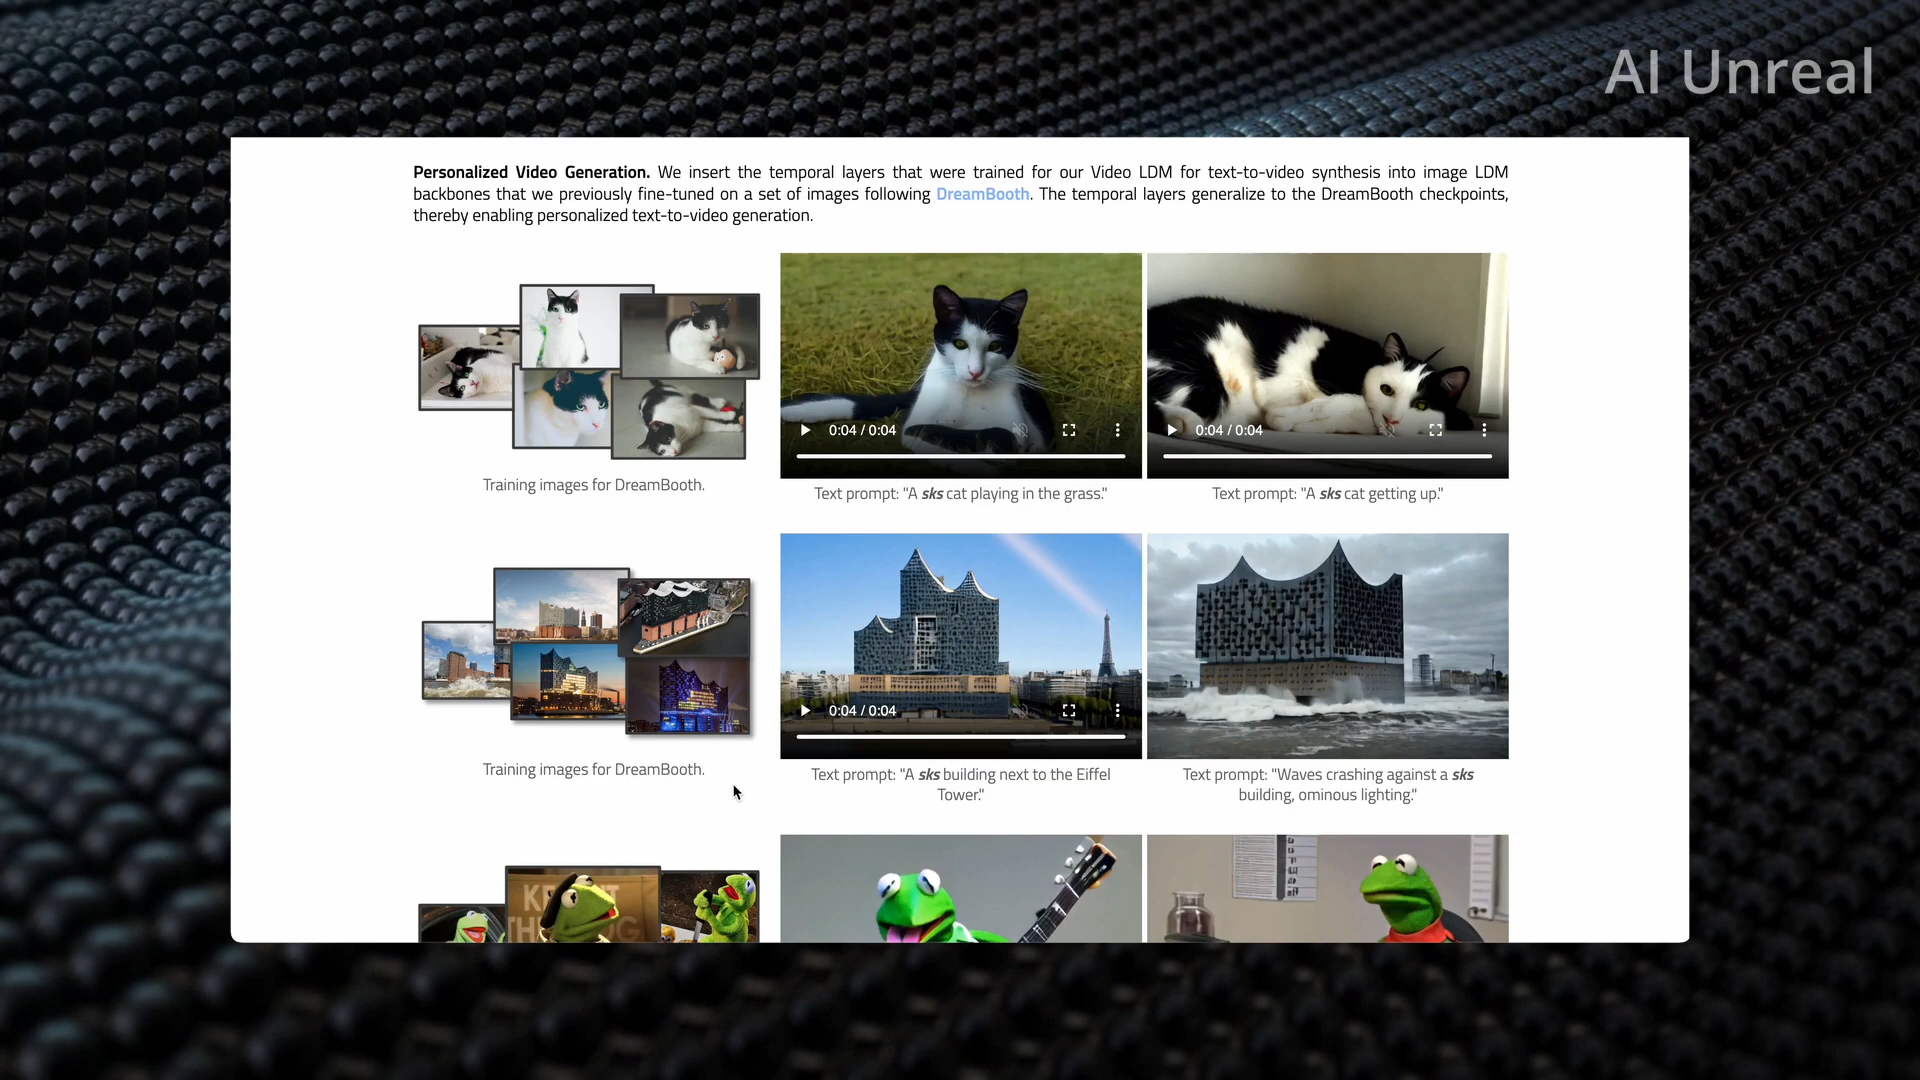 AI Unreal
Personalized Video Generation. We insert the temporal layers that were trained for our Video LDM for text-to-video synthesis into image LDM
backbones that we previously fine-tuned on a set of images following DreamBooth. The temporal layers generalize to the DreamBooth checkpoints,
thereby enabling personalized text-to-video generation.
0:04 / 0:04
0:04 / 0:04
Training images for DreamBooth.
Text prompt: "A sks cat playing in the grass."
Text prompt: "A sks cat getting up."
0:04 / 0:04
Training images for DreamBooth.
Text prompt: "A sks building next to the Eiffel
Tower."
Text prompt: "Waves crashing against a sks
building, ominous lighting."